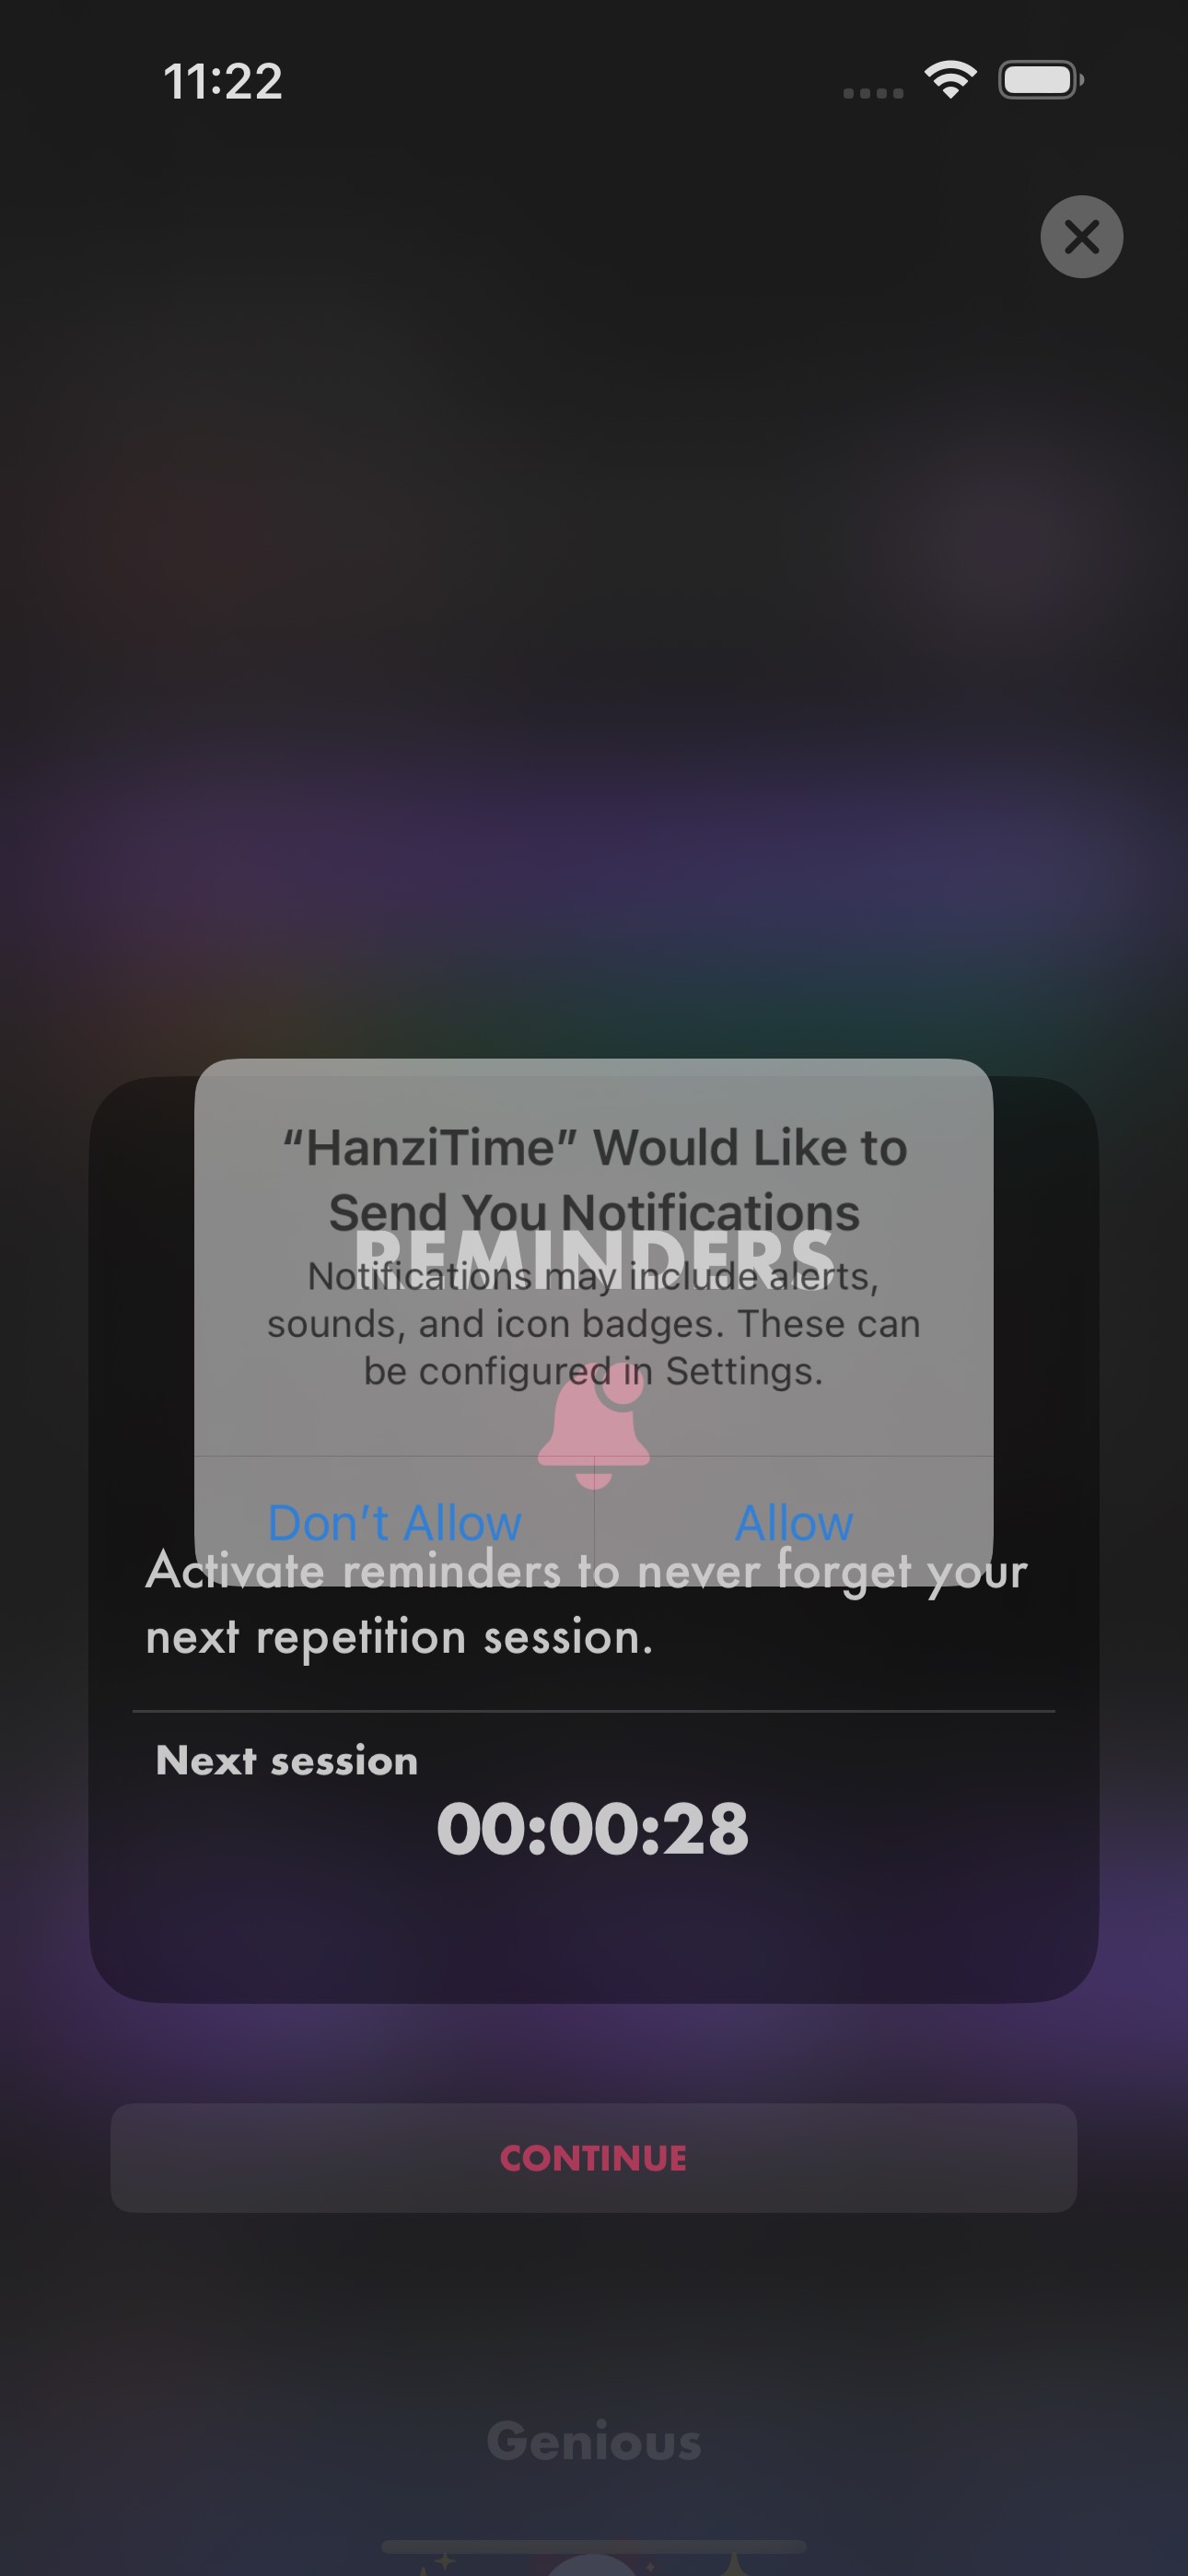 11:22
“HanziTime” Would Like to
Send You Notifications
REMINDERS
Notifications may include alerts,
sounds, and icon badges. These can
be configured in Settings.
Don’t Allow
Allow
Activate reminders to never forget your
next repetition session.
Next session
00:00:28
CONTINUE
Genious